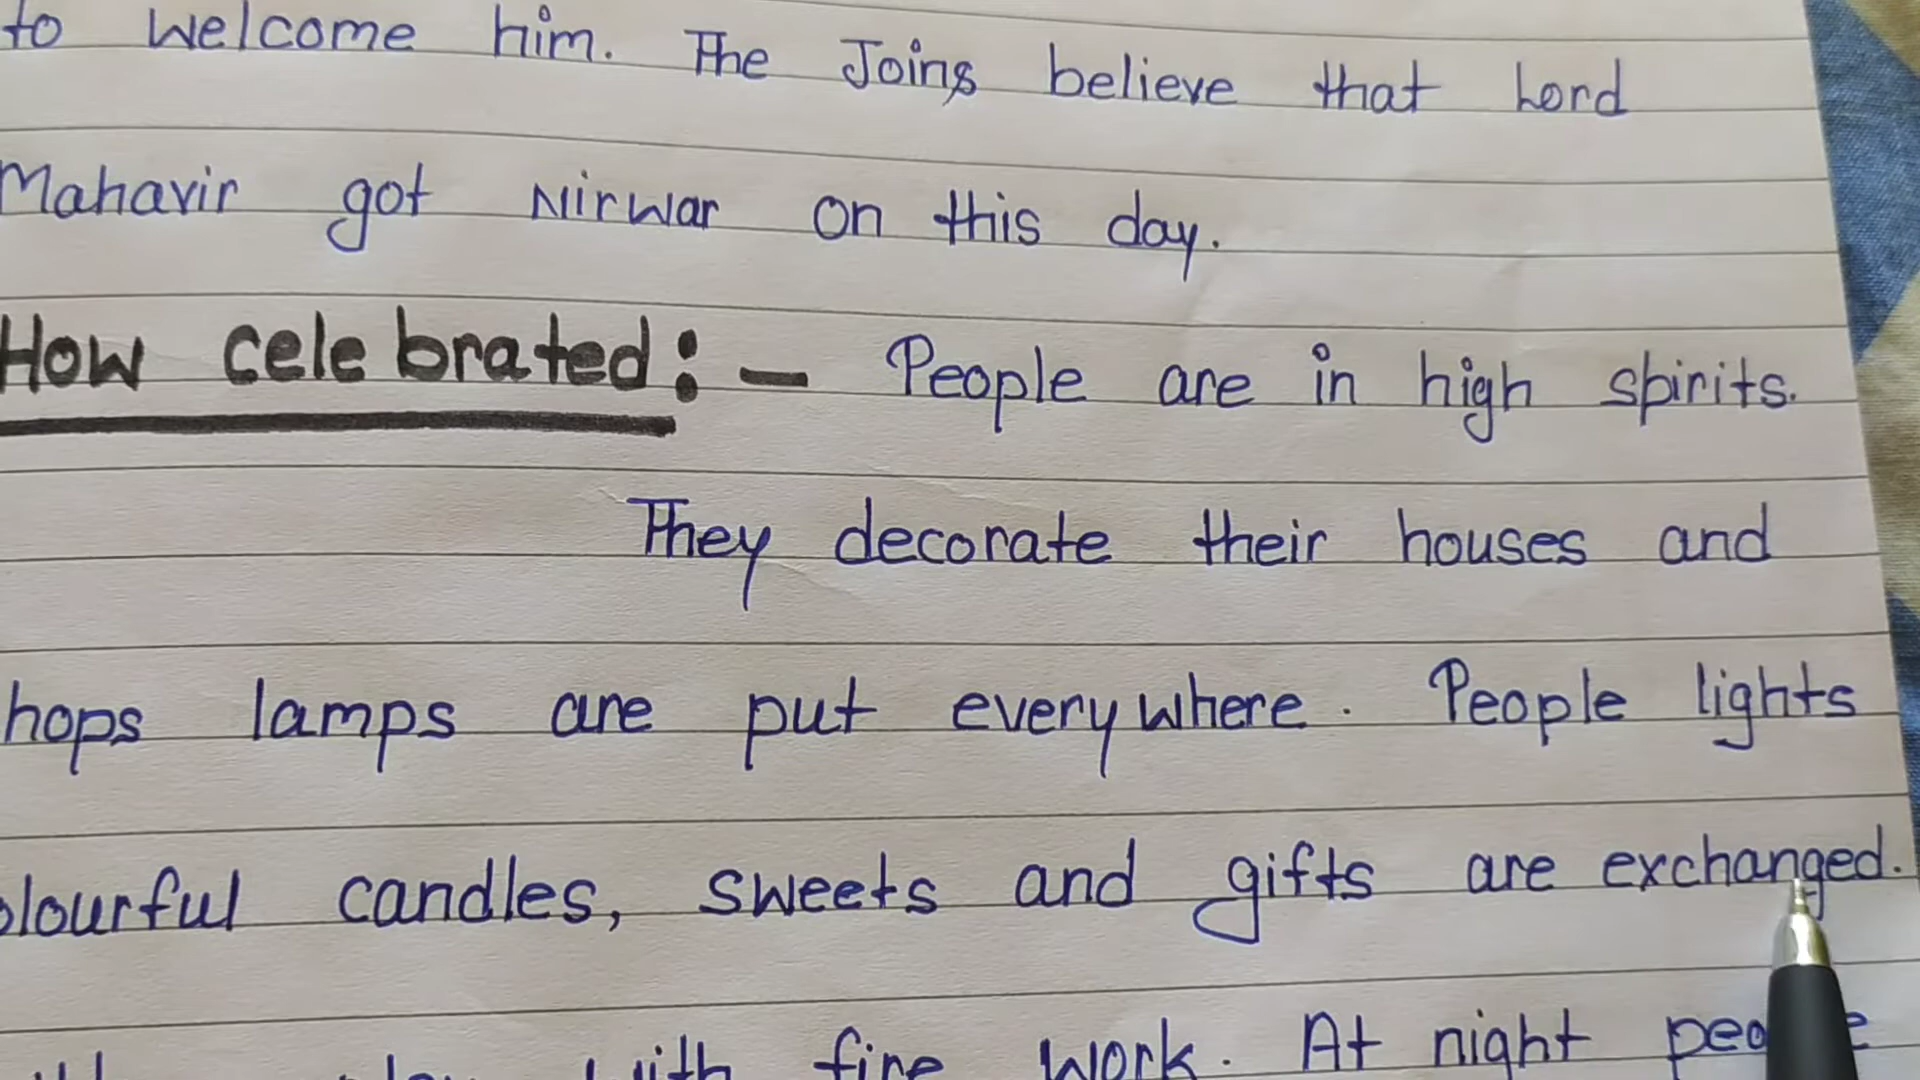 to welcome him. The Joins believe that Lord
Mahavir got Nirwar on this day.
How celebrated:- People are in high spirits.
They decorate their houses and
hops lamps are put everywhere. People lights
olourful candles, sweets and gifts are exchanged.
with fire work. At night